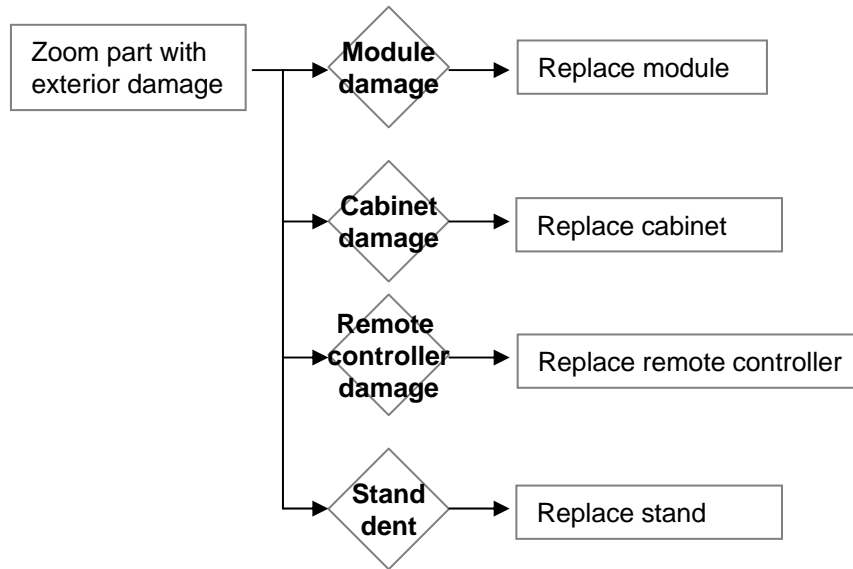 Zoom part with
exterior damage
Module
damage
Replace module
Cabinet
damage
Replace cabinet
Remote
controller
damage
Replace remote controller
Stand
dent
Replace stand